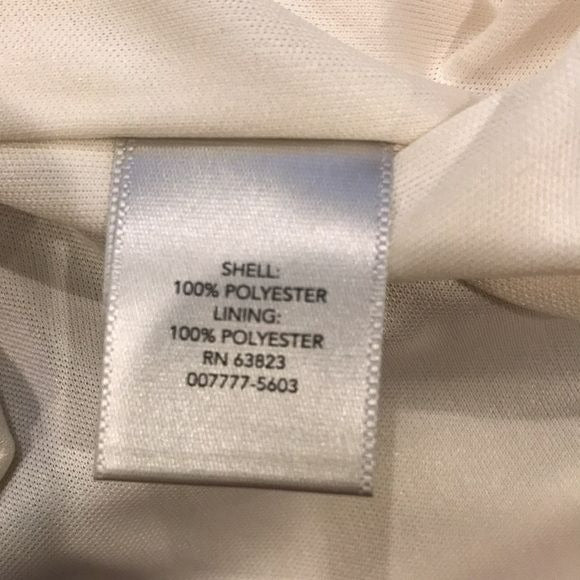 SHELL:
100% POLYESTER
LINING:
100% POLYESTER
RN 63823
007777-5603